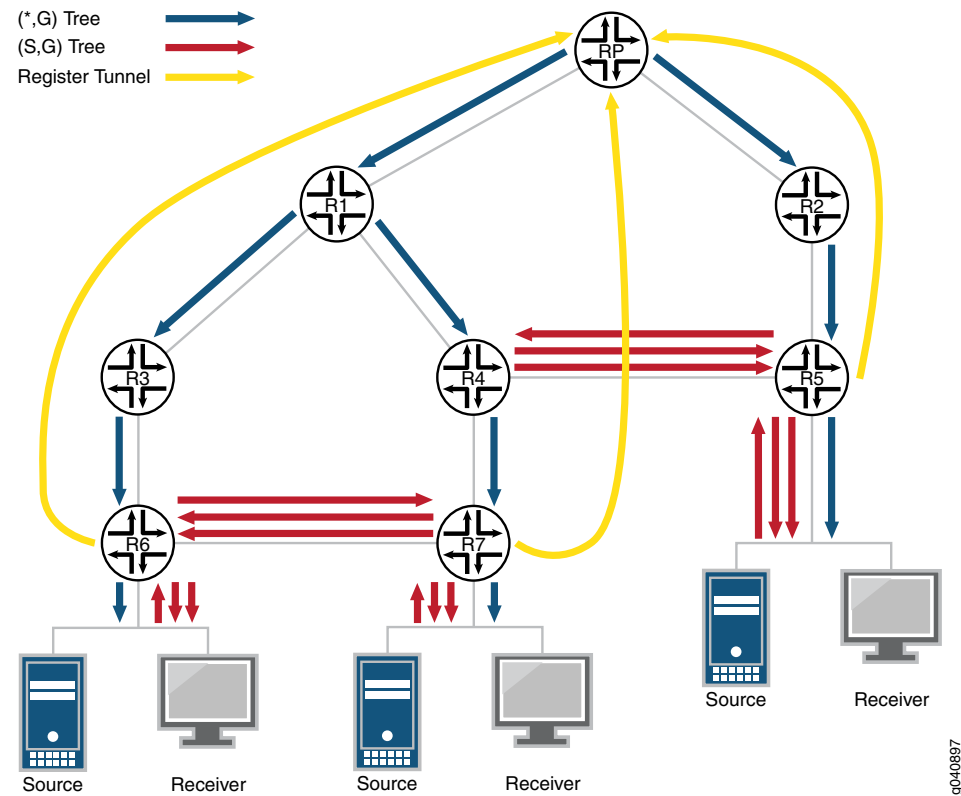 (*,G) Tree
(S,G) Tree
Register Tunnel
RP
R1
R2
R3
R4
R5
R6
R7
Source
Receiver
Source
Receiver
Source
Receiver
g040897